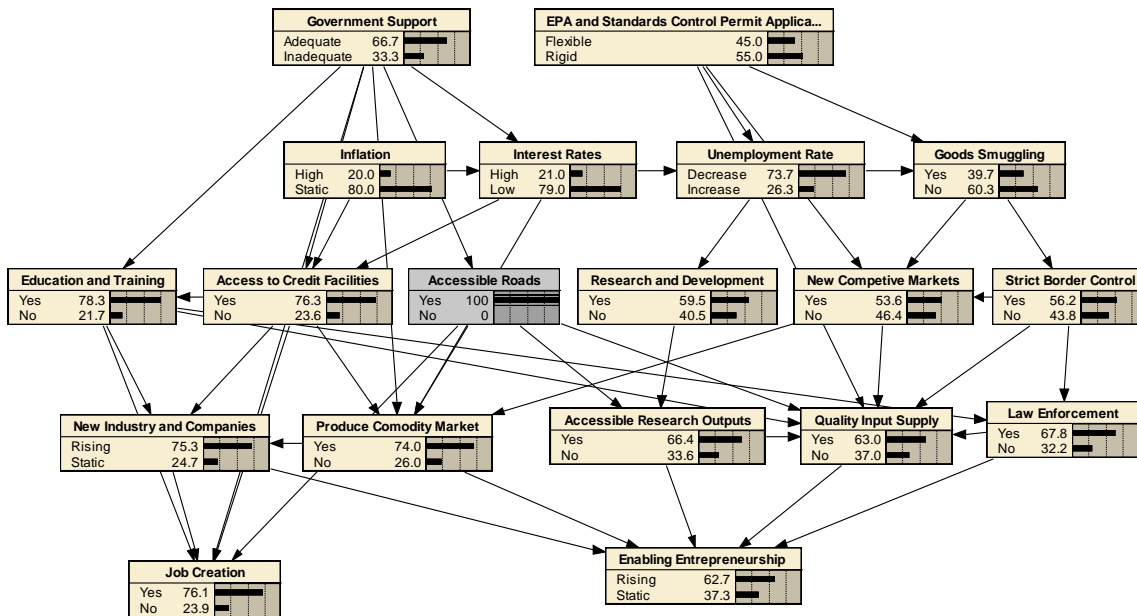 Government Support
Adequate 66.7
Inadequate 33.3
EPA and Standards Control Permit Applica...
Flexible 45.0
Rigid 55.0
Inflation
High 20.0
Static 80.0
Interest Rates
High 21.0
Low 79.0
Unemployment Rate
Decrease 73.7
Increase 26.3
Goods Smuggling
Yes 39.7
No 60.3
Education and Training
Yes 78.3
No 21.7
Access to Credit Facilities
Yes 76.3
No 23.6
Accessible Roads
Yes 100
No 0
Research and Development
Yes 59.5
No 40.5
New Competive Markets
Yes 53.6
No 46.4
Strict Border Control
Yes 56.2
No 43.8
New Industry and Companies
Rising 75.3
Static 24.7
Produce Comodity Market
Yes 74.0
No 26.0
Accessible Research Outputs
Yes 66.4
No 33.6
Quality Input Supply
Yes 63.0
No 37.0
Law Enforcement
Yes 67.8
No 32.2
Job Creation
Yes 76.1
No 23.9
Enabling Entrepreneurship
Rising 62.7
Static 37.3